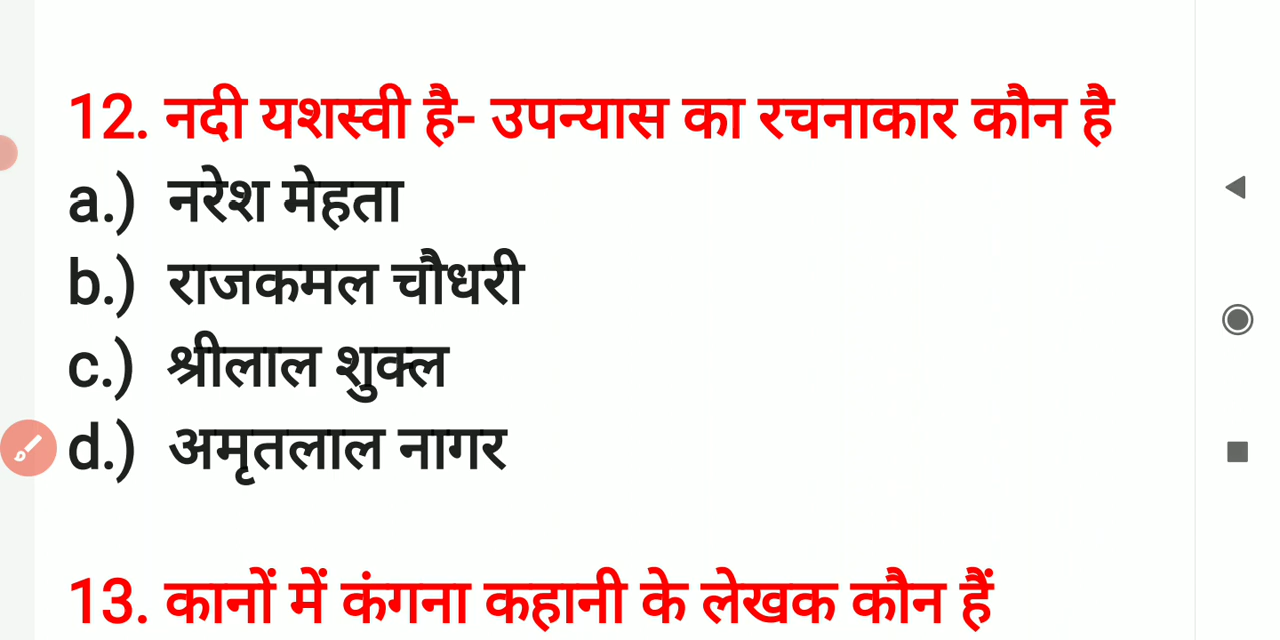 12. नदी यशस्वी है- उपन्यास का रचनाकार कौन है
a.) नरेश मेहता
b.) राजकमल चौधरी
c.) श्रीलाल शुक्ल
d.) अमृतलाल नागर
13. कानों में कंगना कहानी के लेखक कौन हैं